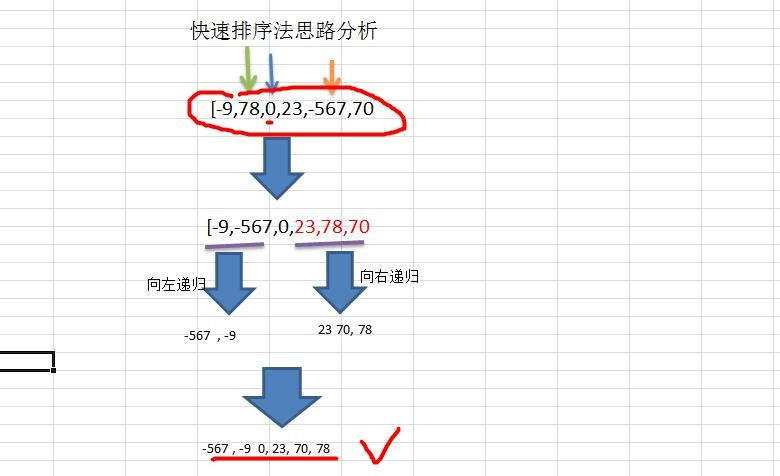 快速排序法思路分析
[-9,78,0,23,-567,70
[-9,-567,0,23,78,70
向左递归 向右递归
-567 , -9 23 70, 78
-567 , -9 0, 23, 70, 78